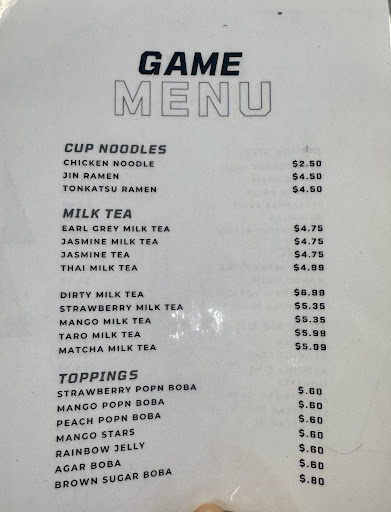 GAME
MENU
CUP NOODLES
CHICKEN NOODLE $2.50
JIN RAMEN $4.50
TONKATSU RAMEN $4.50
MILK TEA
EARL GREY MILK TEA $4.75
JASMINE MILK TEA $4.75
JASMINE TEA $4.75
THAI MILK TEA $4.99
DIRTY MILK TEA $6.99
STRAWBERRY MILK TEA $5.35
MANGO MILK TEA $5.35
TARO MILK TEA $5.99
MATCHA MILK TEA $5.99
TOPPINGS
STRAWBERRY POPN BOBA $.60
MANGO POPN BOBA $.60
PEACH POPN BOBA $.60
MANGO STARS $.60
RAINBOW JELLY $.60
AGAR BOBA $.60
BROWN SUGAR BOBA $.80